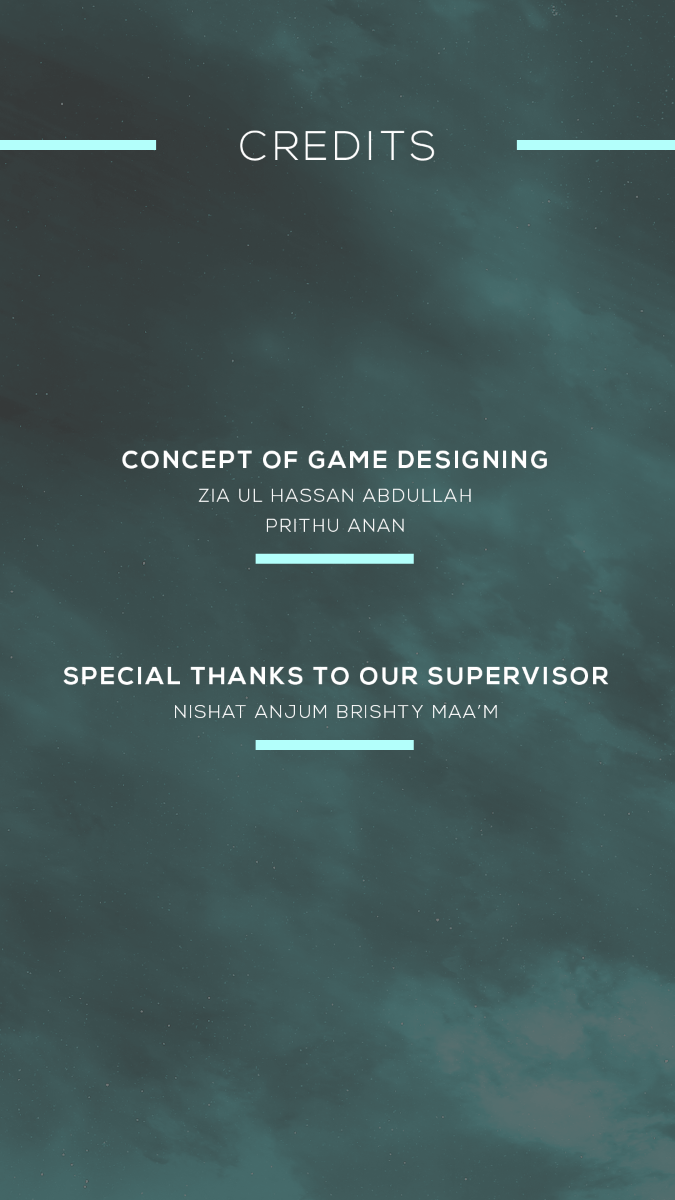 CREDITS
CONCEPT OF GAME DESIGNING
ZIA UL HASSAN ABDULLAH
PRITHU ANAN
SPECIAL THANKS TO OUR SUPERVISOR
NISHAT ANJUM BRISHTY MAA'M